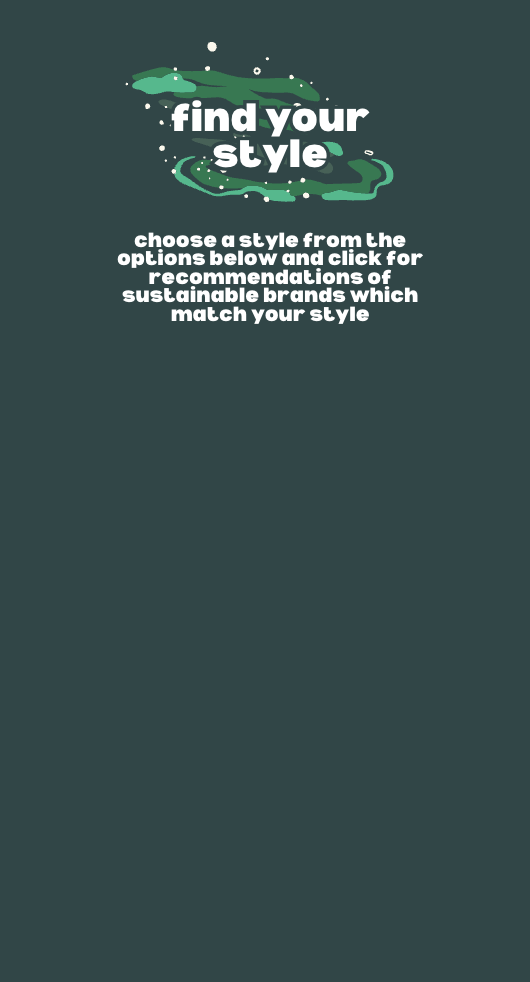 find your
style
choose a style from the
options below and click for
recommendations of
sustainable brands which
match your style